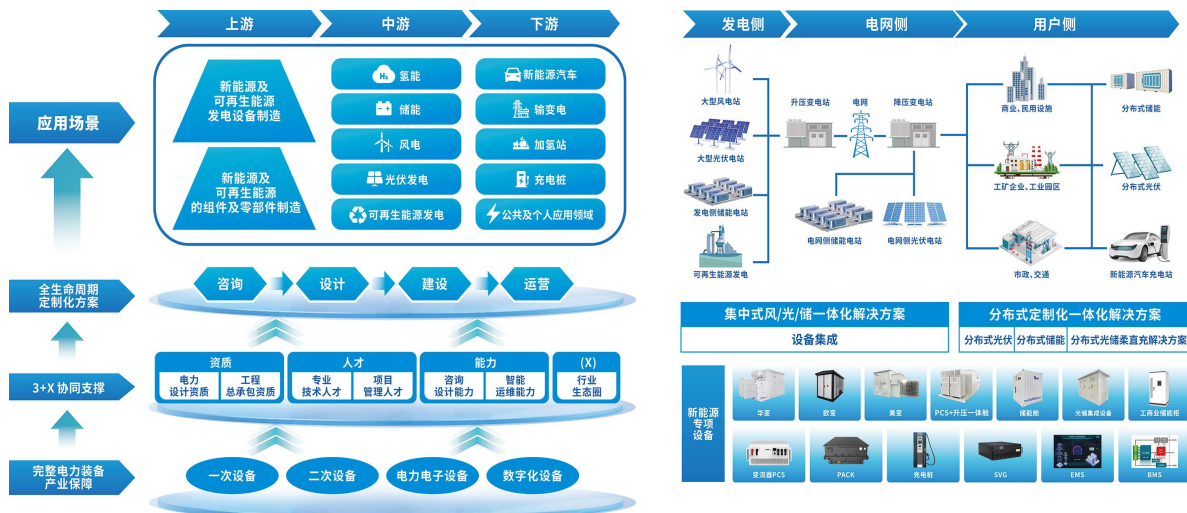 上游
中游
下游
应用场景
新能源及
可再生能源
发电设备制造
新能源及
可再生能源
的组件及零部件制造
H₂
氢能
储能
风电
光伏发电
可再生能源发电
新能源汽车
输变电
加氢站
充电桩
公共及个人应用领域
全生命周期
定制化方案
咨询
设计
建设
运营
3+X 协同支撑
资质
电力
设计资质
工程
总承包资质
人才
专业
技术人才
项目
管理人才
能力
咨询
设计能力
智能
运维能力
(X)
行业
生态圈
完整电力装备
产业保障
一次设备
二次设备
电力电子设备
数字化设备
发电侧
电网侧
用户侧
大型风电站
大型光伏电站
发电侧储能电站
可再生能源发电
升压变电站
电网
降压变电站
电网侧储能电站
电网侧光伏电站
商业、民用设施
工矿企业、工业园区
市政、交通
分布式储能
分布式光伏
新能源汽车充电站
集中式风/光/储一体化解决方案
设备集成
分布式定制化一体化解决方案
分布式光伏
分布式储能
分布式光储柔直充解决方案
新能源
专项
设备
华变
欧变
美变
PCS+升压一体舱
储能舱
光储集成设备
工商业储能柜
变流器PCS
PACK
充电桩
SVG
EMS
BMS